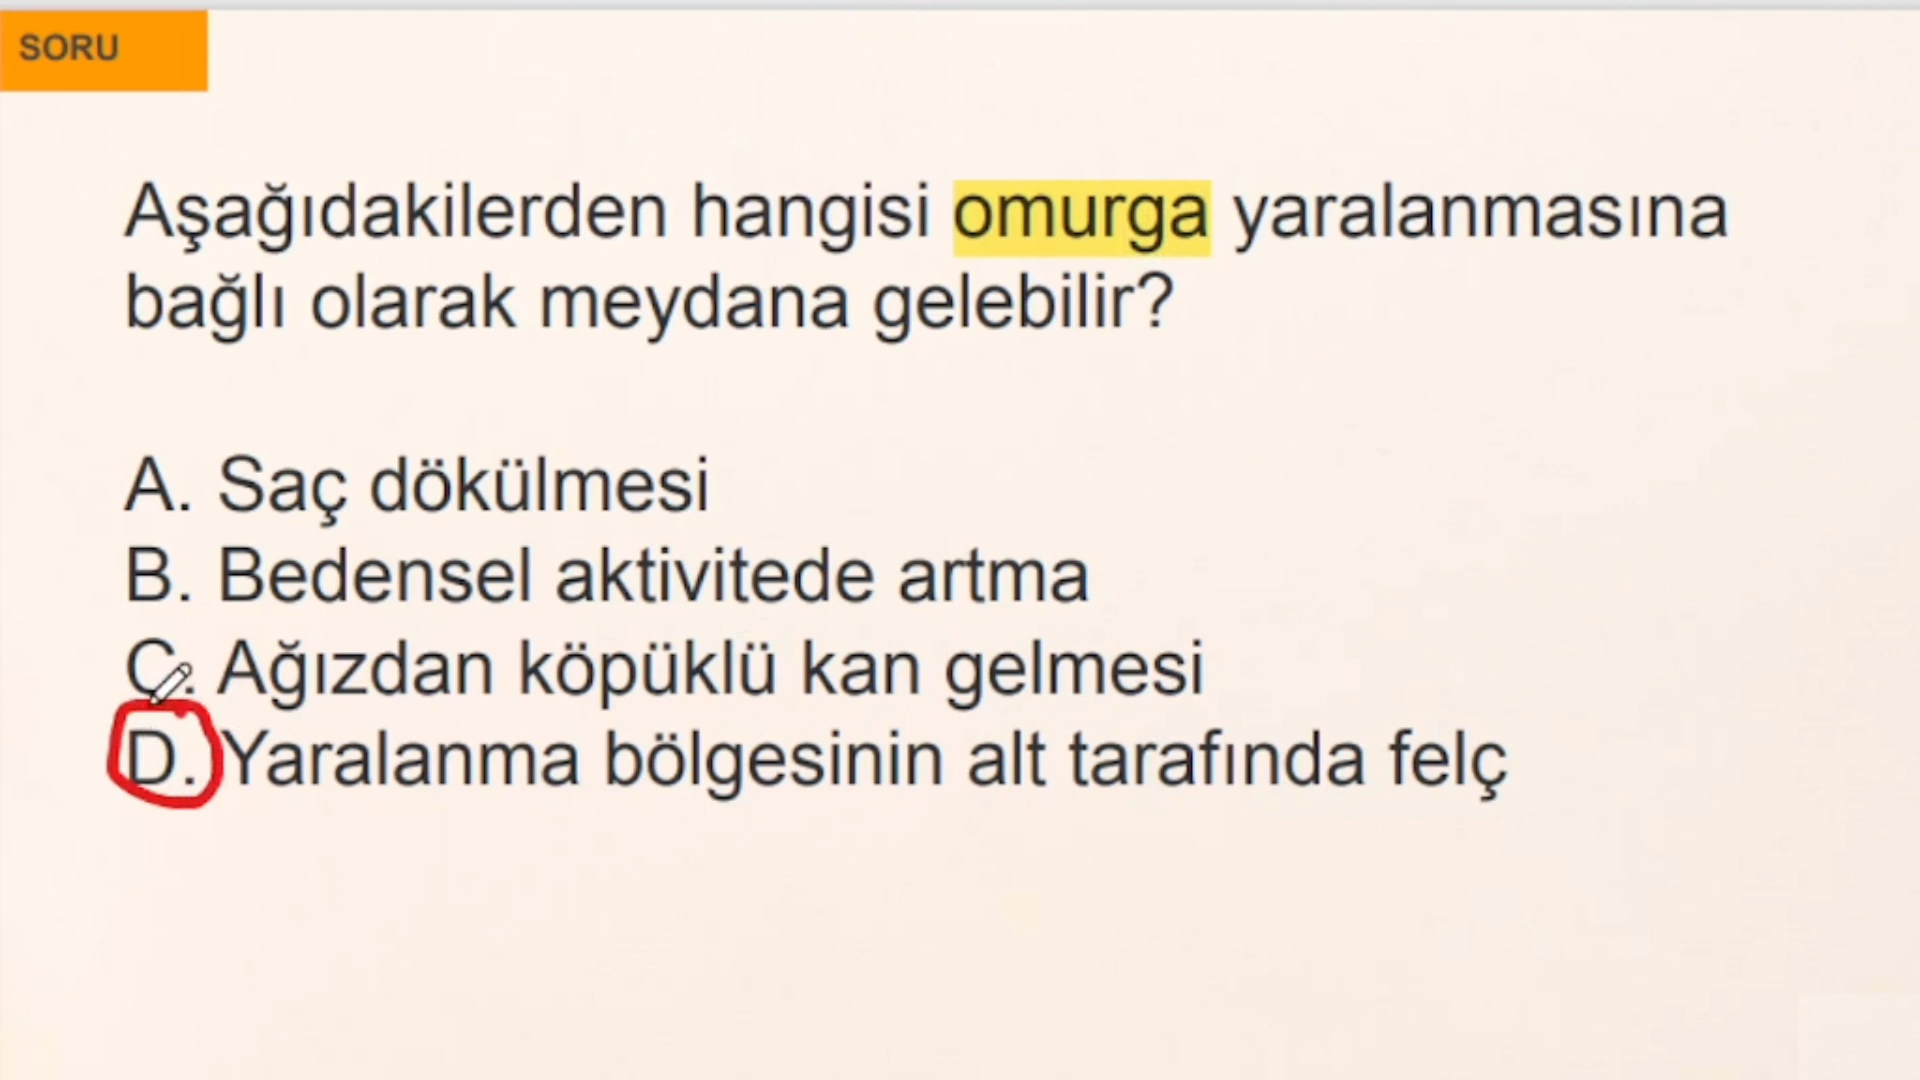 SORU
Aşağıdakilerden hangisi omurga yaralanmasına
bağlı olarak meydana gelebilir?
A. Saç dökülmesi
B. Bedensel aktivitede artma
C. Ağızdan köpüklü kan gelmesi
D. Yaralanma bölgesinin alt tarafında felç